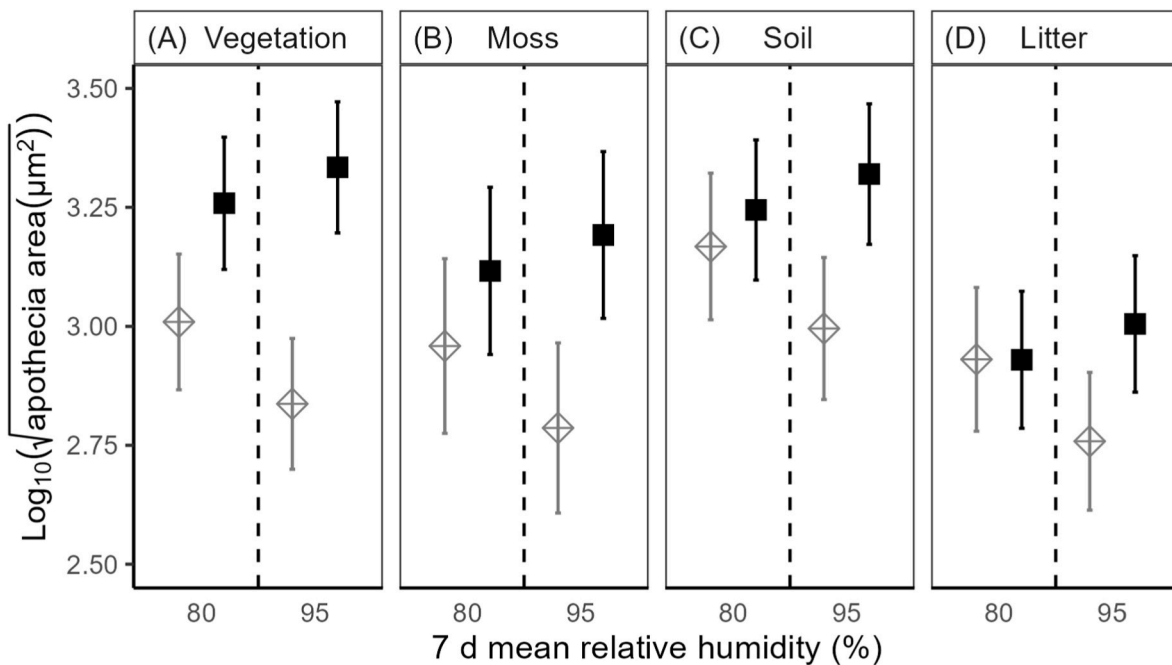 (A) Vegetation
(B) Moss
(C) Soil
(D) Litter
Log₁₀(√apothecia area(μm²))
3.50
3.25
3.00
2.75
2.50
80 95
80 95
80 95
80 95
7 d mean relative humidity (%)